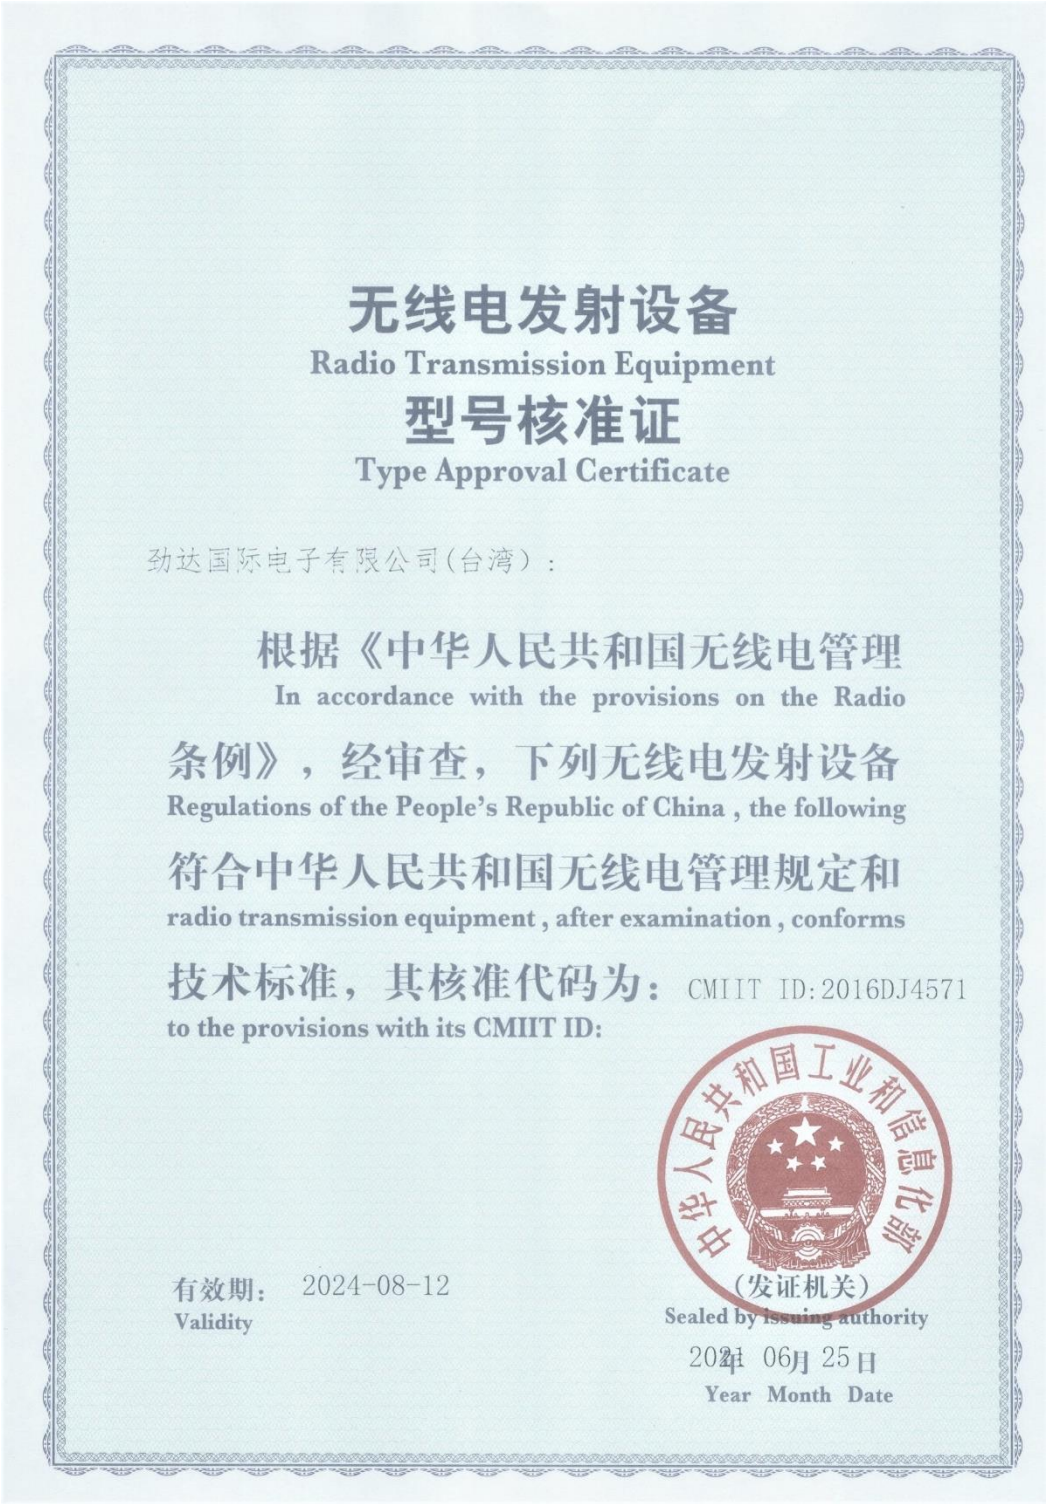 无线电发射设备
Radio Transmission Equipment
型号核准证
Type Approval Certificate
劲达国际电子有限公司(台湾）:
根据《中华人民共和国无线电管理
In accordance with the provisions on the Radio
条例》，经审查，下列无线电发射设备
Regulations of the People's Republic of China , the following
符合中华人民共和国无线电管理规定和
radio transmission equipment , after examination , conforms
技术标准，其核准代码为：CMIIT ID:2016DJ4571
to the provisions with its CMIIT ID:
中华人民共和国工业和信息化部
有效期： 2024-08-12
Validity
（发证机关）
Sealed by issuing authority
2021年 06月 25日
Year Month Date